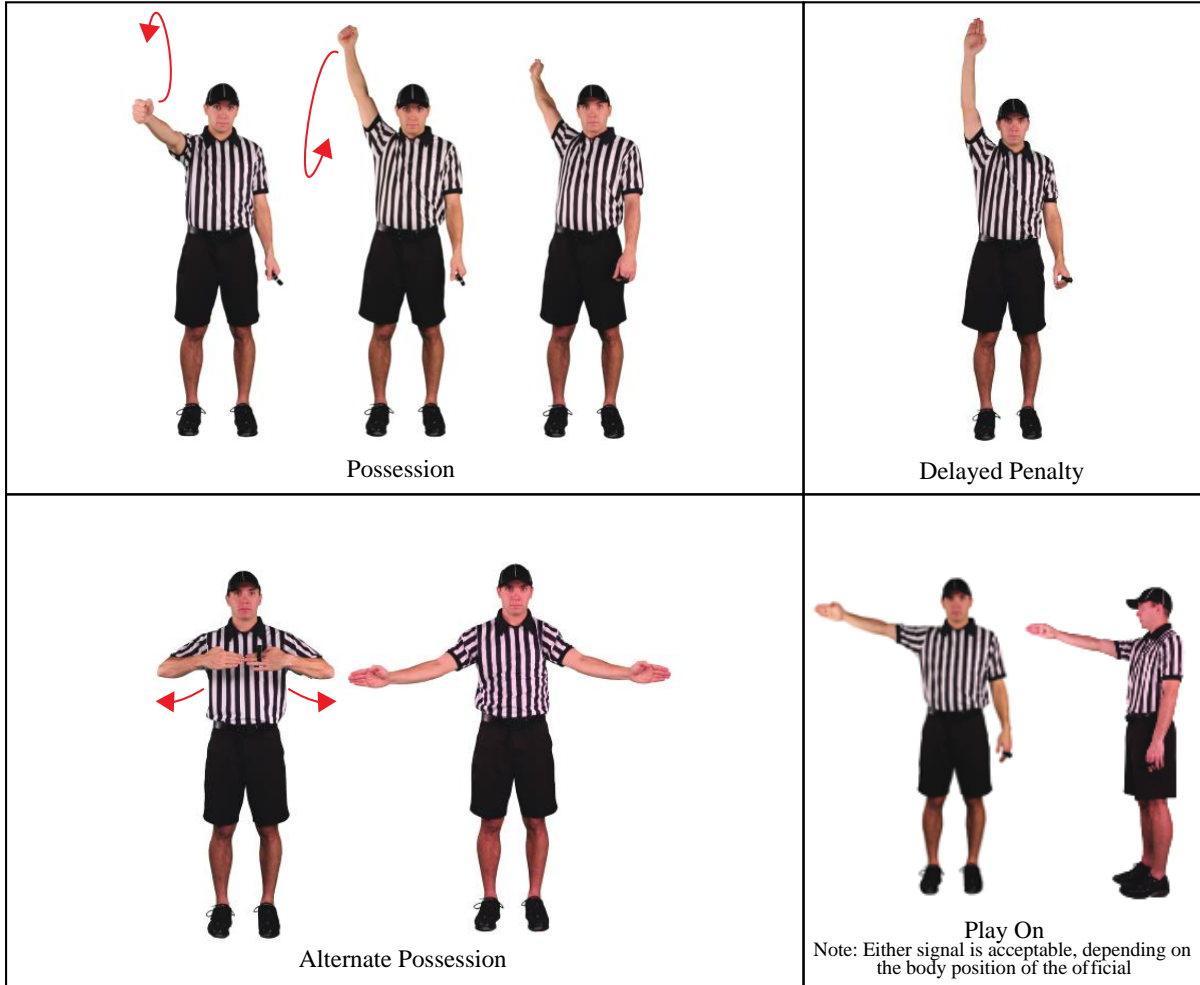 Possession
Delayed Penalty
Alternate Possession
Play On
Note: Either signal is acceptable, depending on
the body position of the official